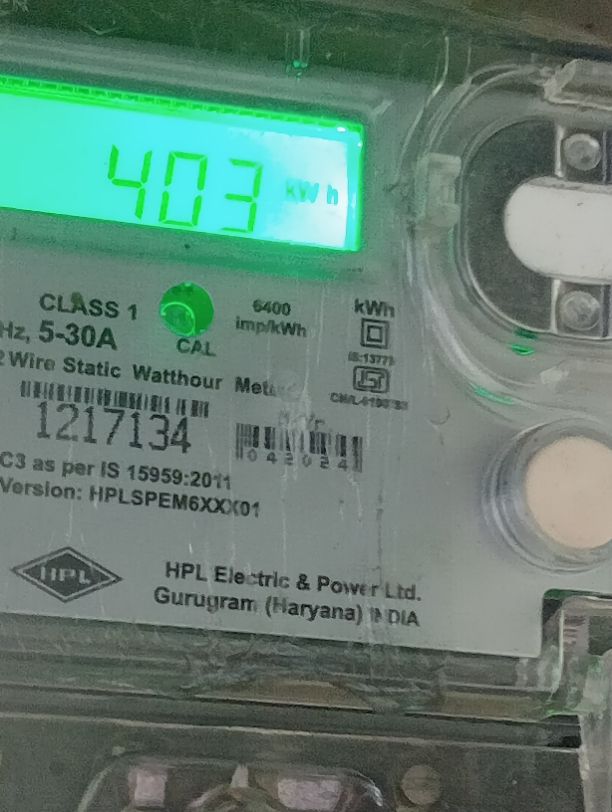 403 kWh
CLASS 1
6400
imp/kWh
kWh
Hz, 5-30A
CAL
2 Wire Static Watthour
1217134
042024
C3 as per IS 15959:2011
Version: HPLSPEM6XXX01
HPL
HPL Electric & Power Ltd.
Gurugram (Haryana) INDIA